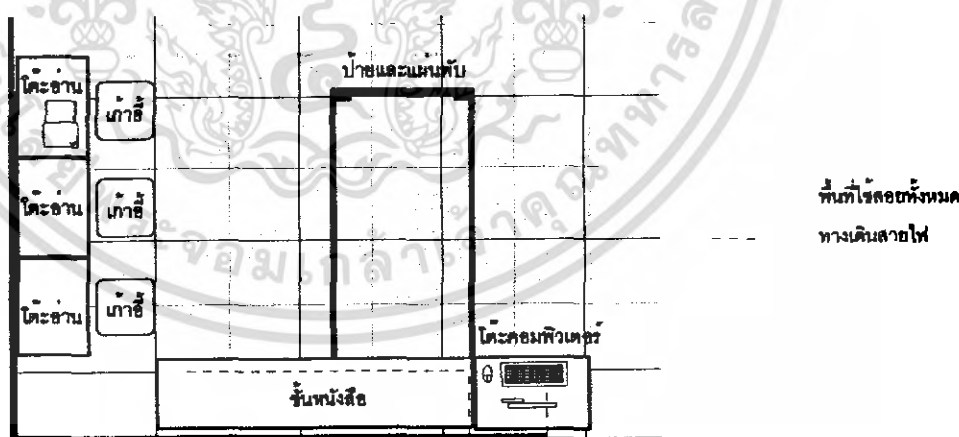 ป้ายและแผ่นพับ
โต๊ะอ่าน
เก้าอี้
โต๊ะอ่าน
เก้าอี้
พื้นที่ใช้สอยทั้งหมด
ทางเดินสายไฟ
โต๊ะอ่าน
เก้าอี้
โต๊ะคอมพิวเตอร์
ชั้นหนังสือ